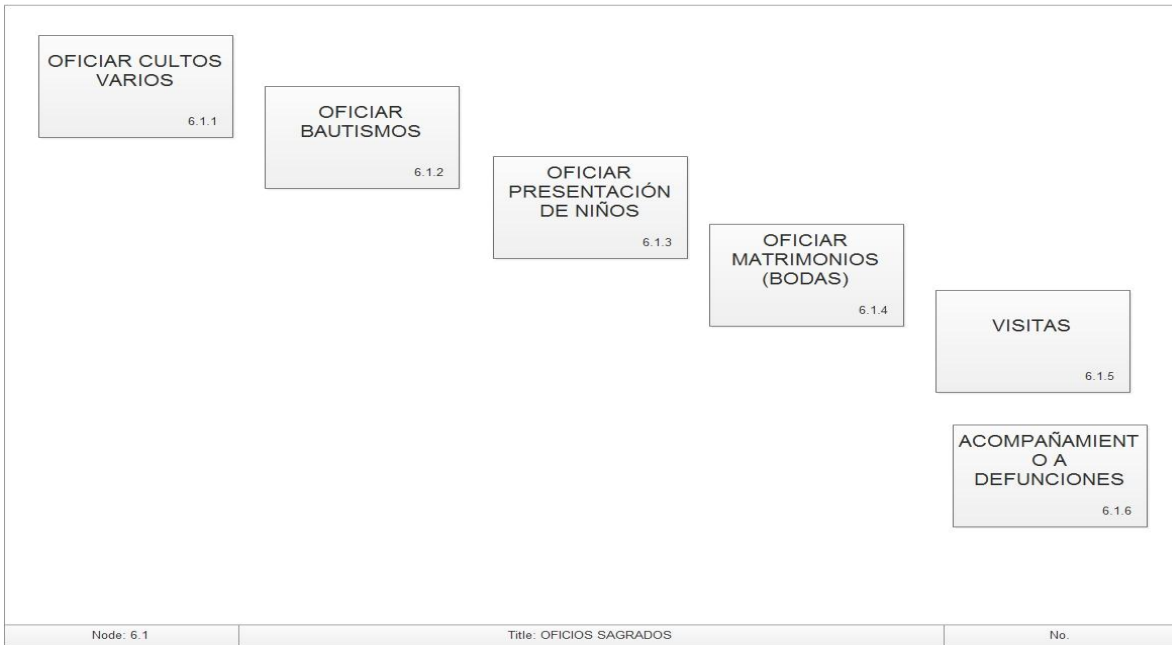 OFICIAR CULTOS
VARIOS
6.1.1
OFICIAR
BAUTISMOS
6.1.2
OFICIAR
PRESENTACIÓN
DE NIÑOS
6.1.3
OFICIAR
MATRIMONIOS
(BODAS)
6.1.4
VISITAS
6.1.5
ACOMPAÑAMIENT
O A
DEFUNCIONES
6.1.6
Node: 6.1
Title: OFICIOS SAGRADOS
No.